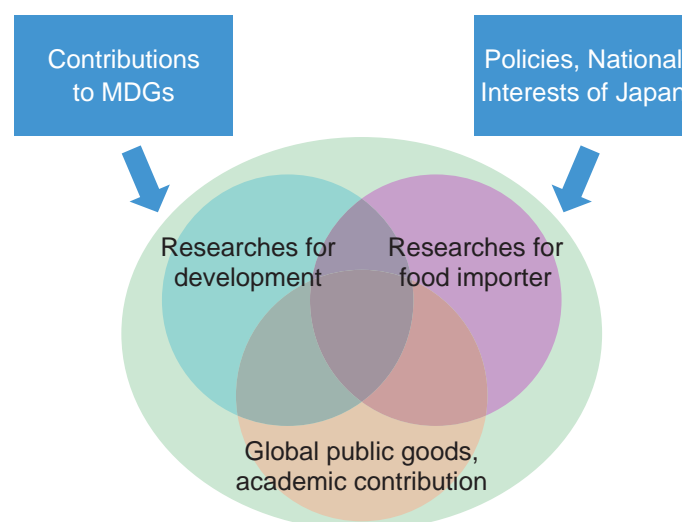 Contributions
to MDGs
Policies, National
Interests of Japan
Researches for
development
Researches for
food importer
Global public goods,
academic contribution